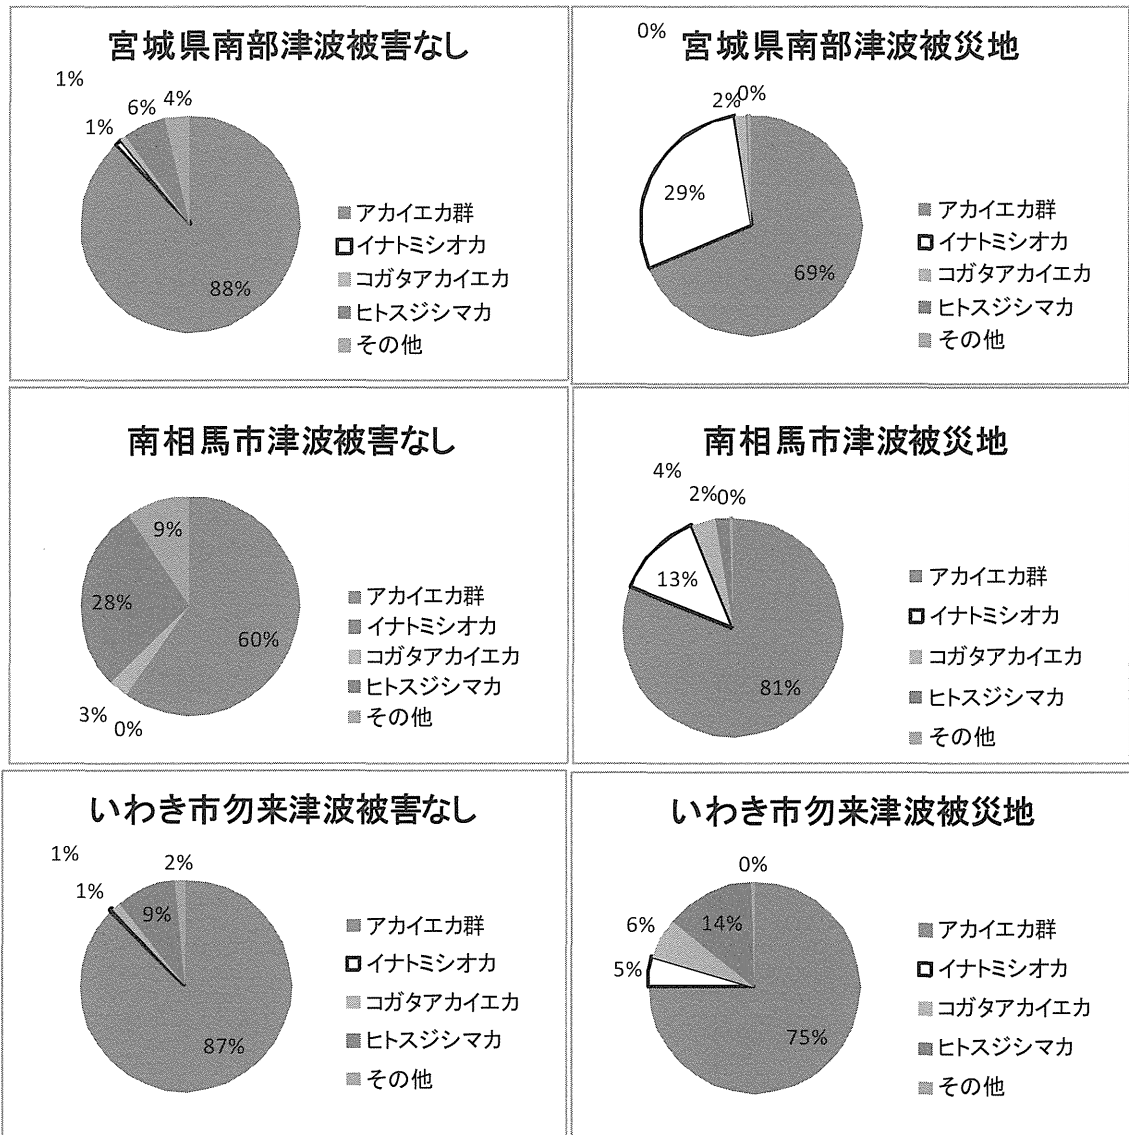 宮城県南部津波被害なし
1%
1%
6%
4%
88%
アカイエカ群
イナトミシオカ
コガタアカイエカ
ヒトスジシマカ
その他
0%
宮城県南部津波被災地
2%
0%
29%
69%
アカイエカ群
イナトミシオカ
コガタアカイエカ
ヒトスジシマカ
その他
南相馬市津波被害なし
9%
28%
60%
3%
0%
アカイエカ群
イナトミシオカ
コガタアカイエカ
ヒトスジシマカ
その他
南相馬市津波被災地
4%
2%
0%
13%
81%
アカイエカ群
イナトミシオカ
コガタアカイエカ
ヒトスジシマカ
その他
いわき市勿来津波被害なし
1%
1%
2%
9%
87%
アカイエカ群
イナトミシオカ
コガタアカイエカ
ヒトスジシマカ
その他
いわき市勿来津波被災地
0%
6%
14%
5%
75%
アカイエカ群
イナトミシオカ
コガタアカイエカ
ヒトスジシマカ
その他